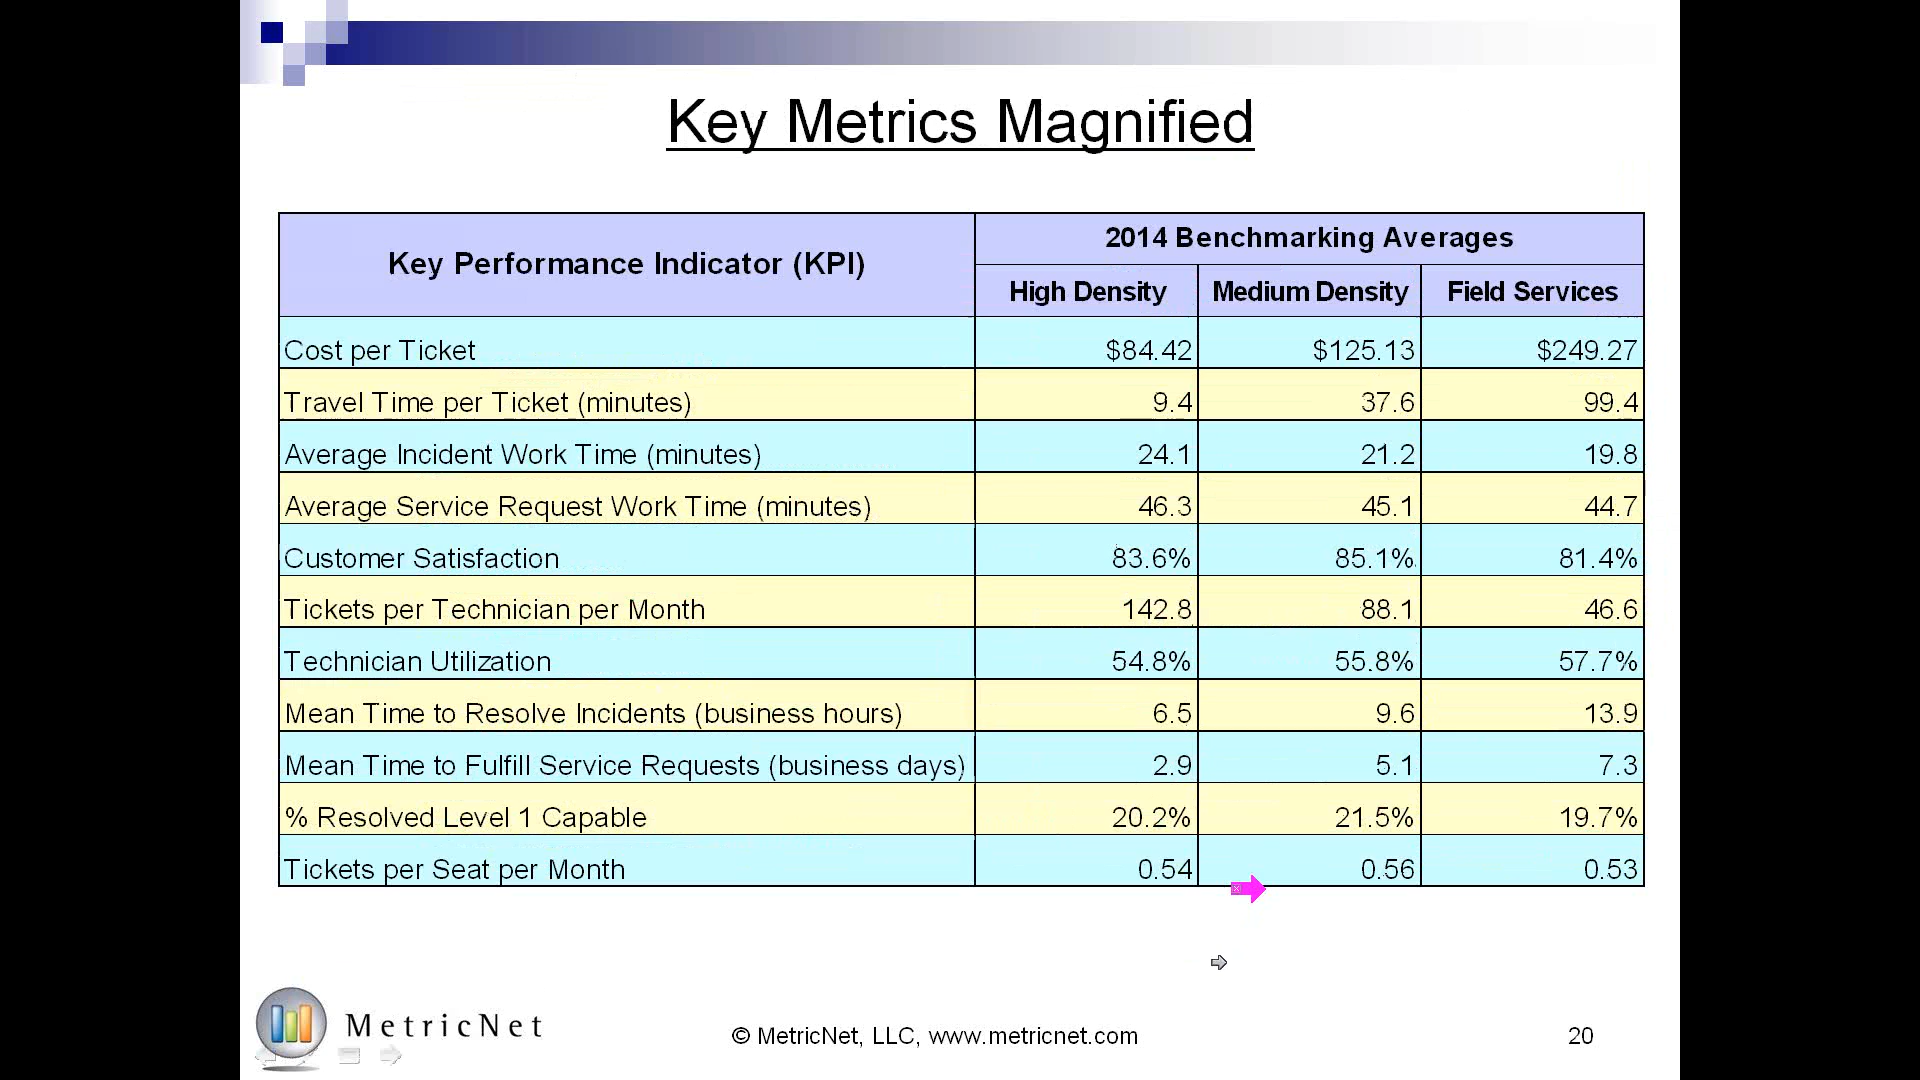 Key Metrics Magnified
Key Performance Indicator (KPI)
2014 Benchmarking Averages
High Density Medium Density Field Services
Cost per Ticket $84.42 $125.13 $249.27
Travel Time per Ticket (minutes) 9.4 37.6 99.4
Average Incident Work Time (minutes) 24.1 21.2 19.8
Average Service Request Work Time (minutes) 46.3 45.1 44.7
Customer Satisfaction 83.6% 85.1% 81.4%
Tickets per Technician per Month 142.8 88.1 46.6
Technician Utilization 54.8% 55.8% 57.7%
Mean Time to Resolve Incidents (business hours) 6.5 9.6 13.9
Mean Time to Fulfill Service Requests (business days) 2.9 5.1 7.3
% Resolved Level 1 Capable 20.2% 21.5% 19.7%
Tickets per Seat per Month 0.54 0.56 0.53
MetricNet
© MetricNet, LLC, www.metricnet.com
20